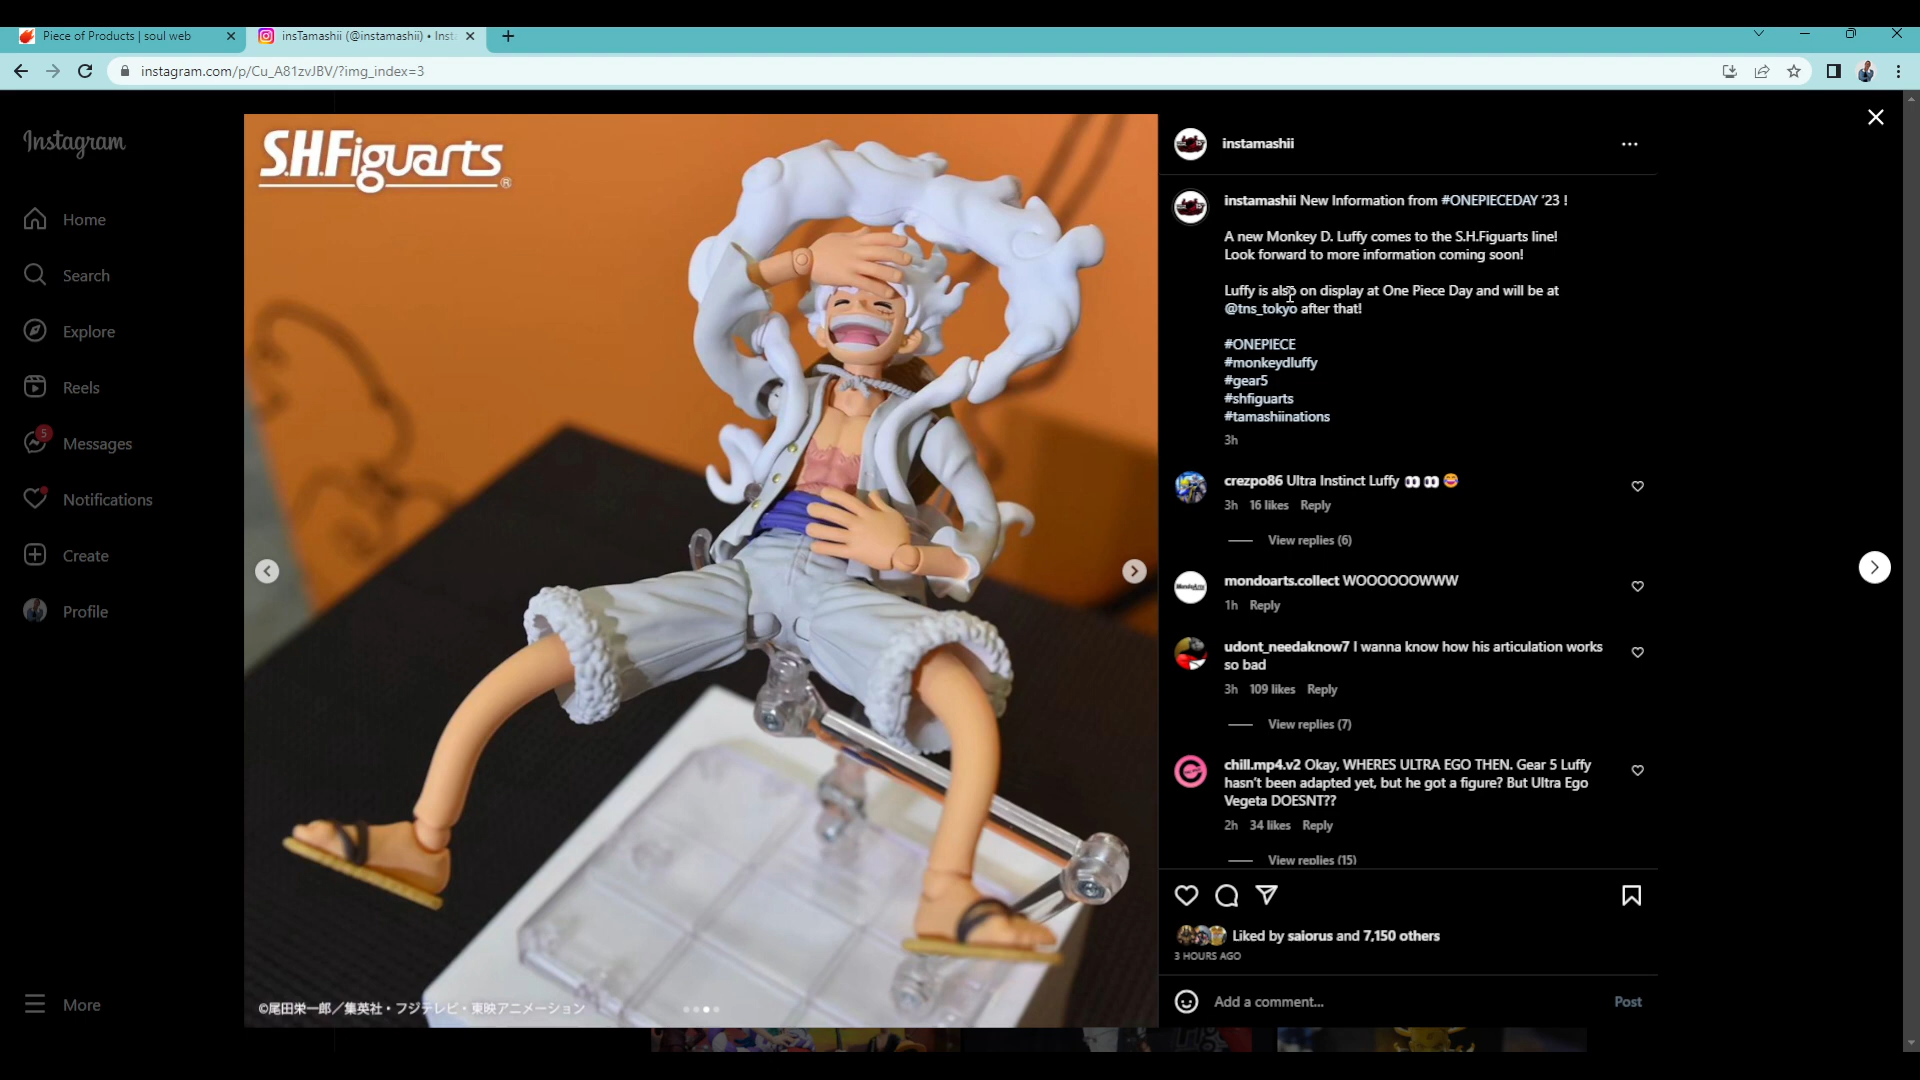 Piece of Products | soul web
insTamashii (@instamashii) • Inst
instagram.com/p/Cu_A81zvJBV/?img_index=3
Instagram
Home
Search
Explore
Reels
5
Messages
Notifications
Create
Profile
More
S.H.Figuarts®
©尾田栄一郎／集英社・フジテレビ・東映アニメーション
instamashii
instamashii New Information from #ONEPIECEDAY '23 !
A new Monkey D. Luffy comes to the S.H.Figuarts line!
Look forward to more information coming soon!
Luffy is also on display at One Piece Day and will be at
@tns_tokyo after that!
#ONEPIECE
#monkeydluffy
#gear5
#shfiguarts
#tamashiinations
3h
crezpo86 Ultra Instinct Luffy 👀 👀 😆
3h 16 likes Reply
View replies (6)
mondoarts.collect WOOOOOOWWW
1h Reply
udont_needaknow7 I wanna know how his articulation works
so bad
3h 109 likes Reply
View replies (7)
chill.mp4.v2 Okay, WHERES ULTRA EGO THEN. Gear 5 Luffy
hasn't been adapted yet, but he got a figure? But Ultra Ego
Vegeta DOESNT??
2h 34 likes Reply
View replies (15)
Liked by saiorus and 7,150 others
3 HOURS AGO
Add a comment...
Post